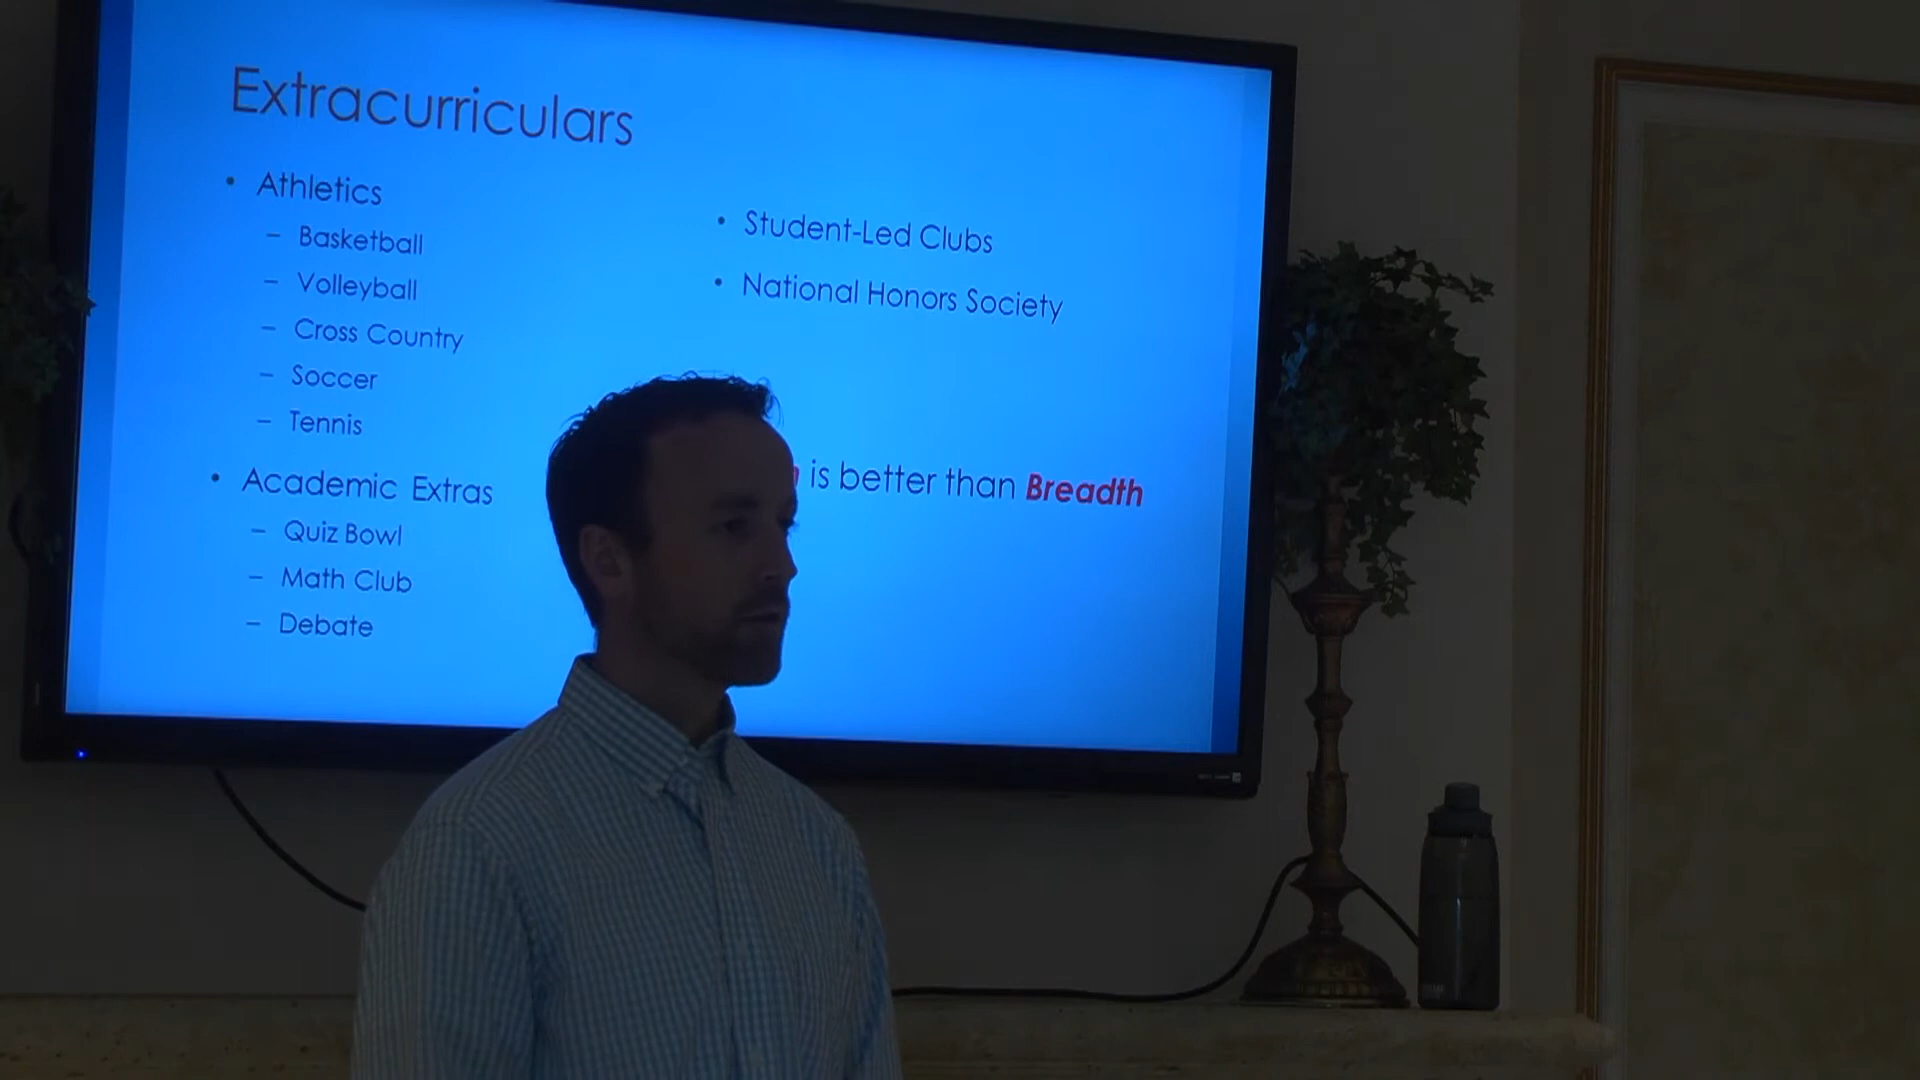 Extracurriculars
• Athletics
– Basketball
– Volleyball
– Cross Country
– Soccer
– Tennis
• Academic Extras
– Quiz Bowl
– Math Club
– Debate
• Student-Led Clubs
• National Honors Society
is better than Breadth